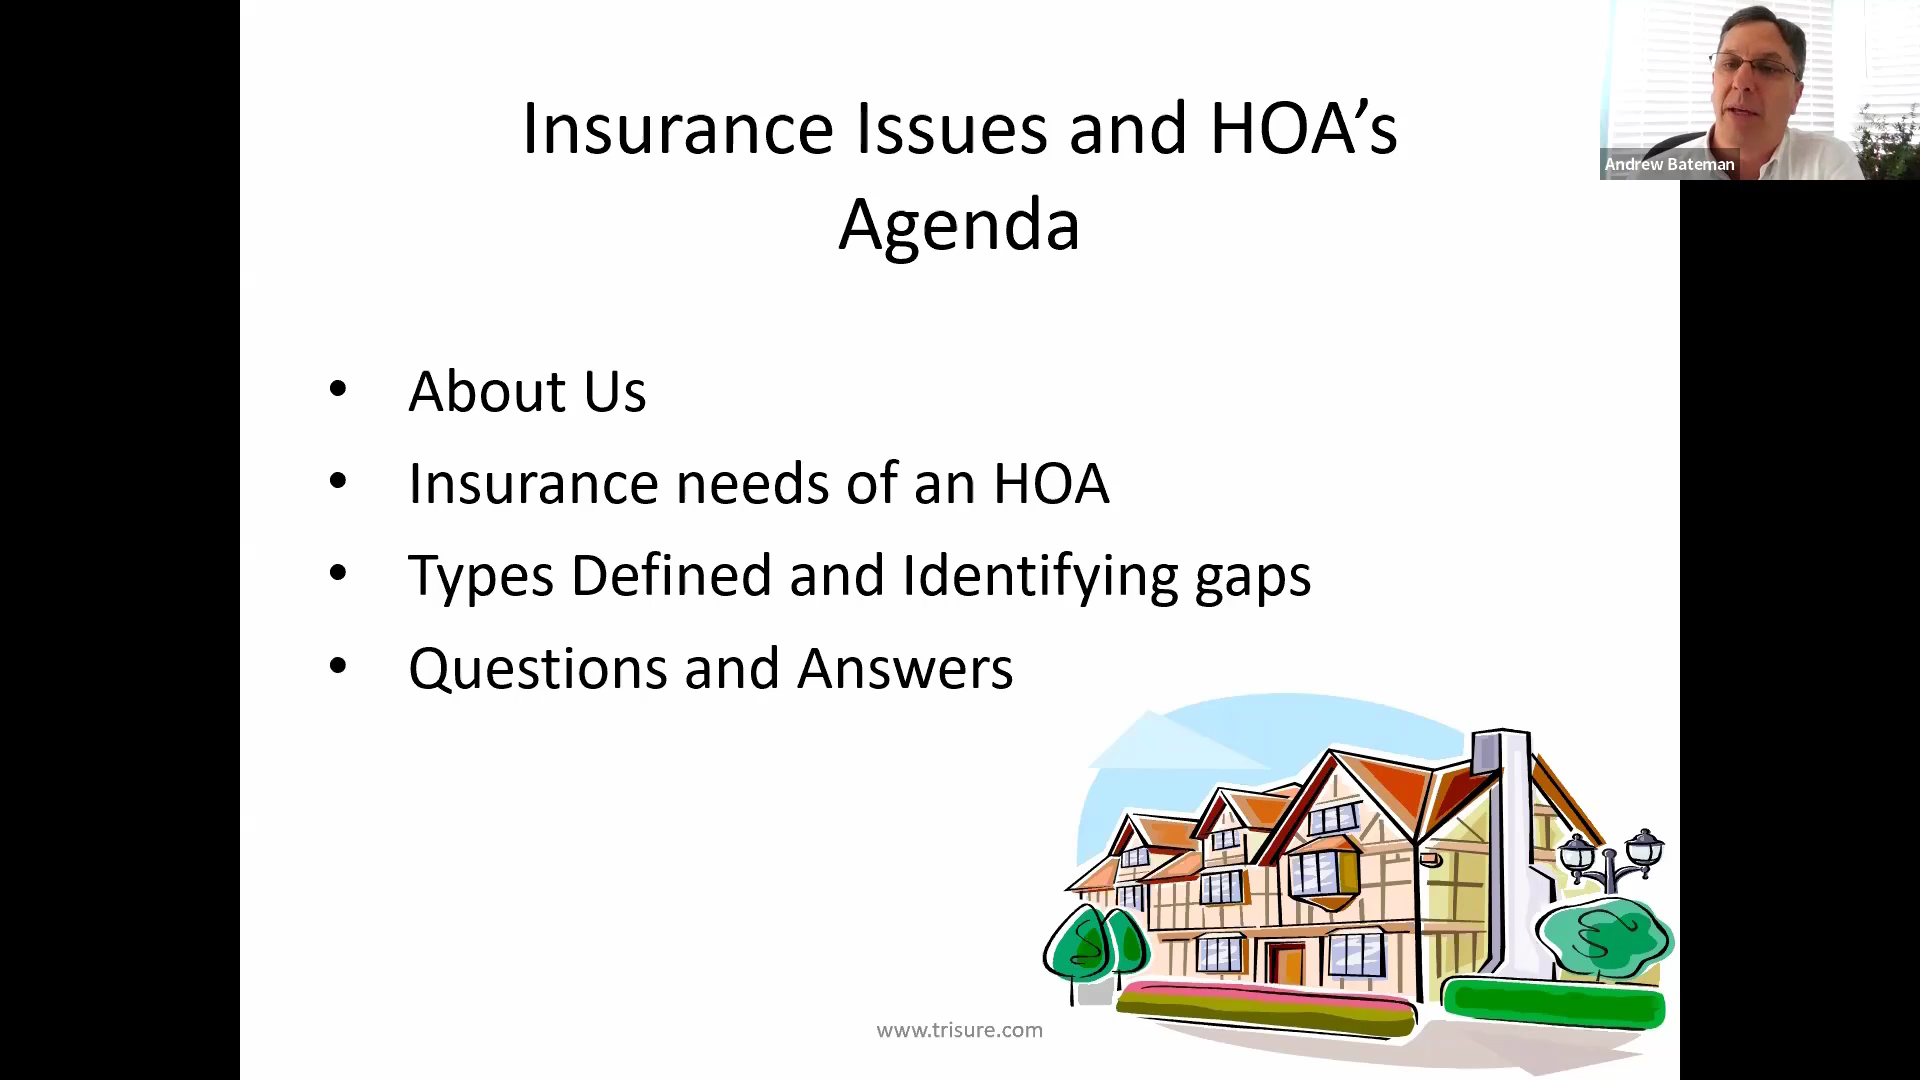 Insurance Issues and HOA’s
Agenda
• About Us
• Insurance needs of an HOA
• Types Defined and Identifying gaps
• Questions and Answers
www.trisure.com
Andrew Bateman